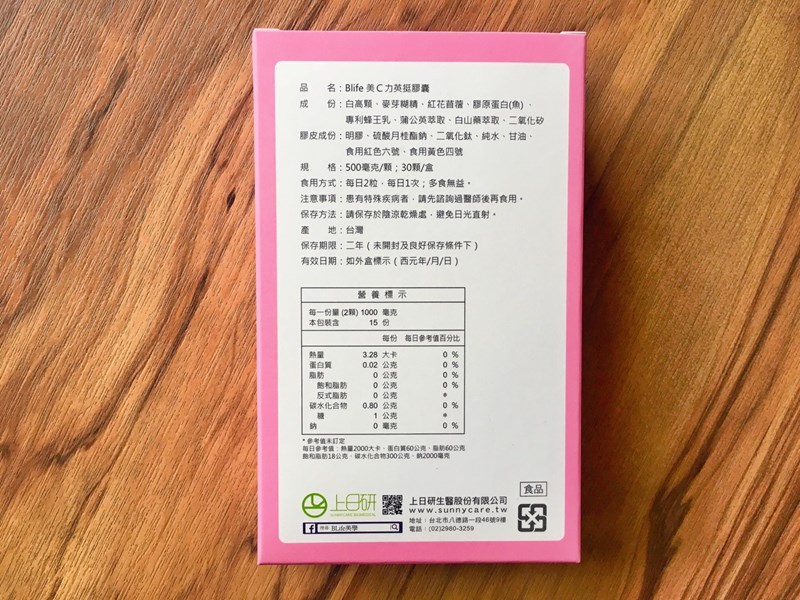 品　　名：Blife 美C力英挺膠囊
成　　份：白高顆、麥芽糊精、紅花苜蓿、膠原蛋白(魚)、
專利蜂王乳、蒲公英萃取、白山藥萃取、二氧化矽
膠皮成份：明膠、硫酸月桂酯鈉、二氧化鈦、純水、甘油、
食用紅色六號、食用黃色四號
規　　格：500毫克/顆；30顆/盒
食用方式：每日2粒，每日1次；多食無益。
注意事項：患有特殊疾病者，請先諮詢過醫師後再食用。
保存方法：請保存於陰涼乾燥處，避免日光直射。
產　　地：台灣
保存期限：二年（未開封及良好保存條件下）
有效日期：如外盒標示（西元年/月/日）
營養標示
每一份量 (2顆) 1000 毫克
本包裝含 15 份
每份 每日參考值百分比
熱量 3.28 大卡 0 %
蛋白質 0.02 公克 0 %
脂肪 0 公克 0 %
飽和脂肪 0 公克 0 %
反式脂肪 0 公克 *
碳水化合物 0.80 公克 0 %
糖 1 公克 *
鈉 0 毫克 0 %
*參考值未訂定
每日參考值：熱量2000大卡、蛋白質60公克、脂肪60公克
飽和脂肪18公克、碳水化合物300公克、鈉2000毫克
食品
上日研
SUNNYCARE BIOMEDICAL
上日研生醫股份有限公司
www.sunnycare.tw
地址：台北市八德路一段46號9樓
電話：(02)2980-3259
f 搜尋 BLife美學